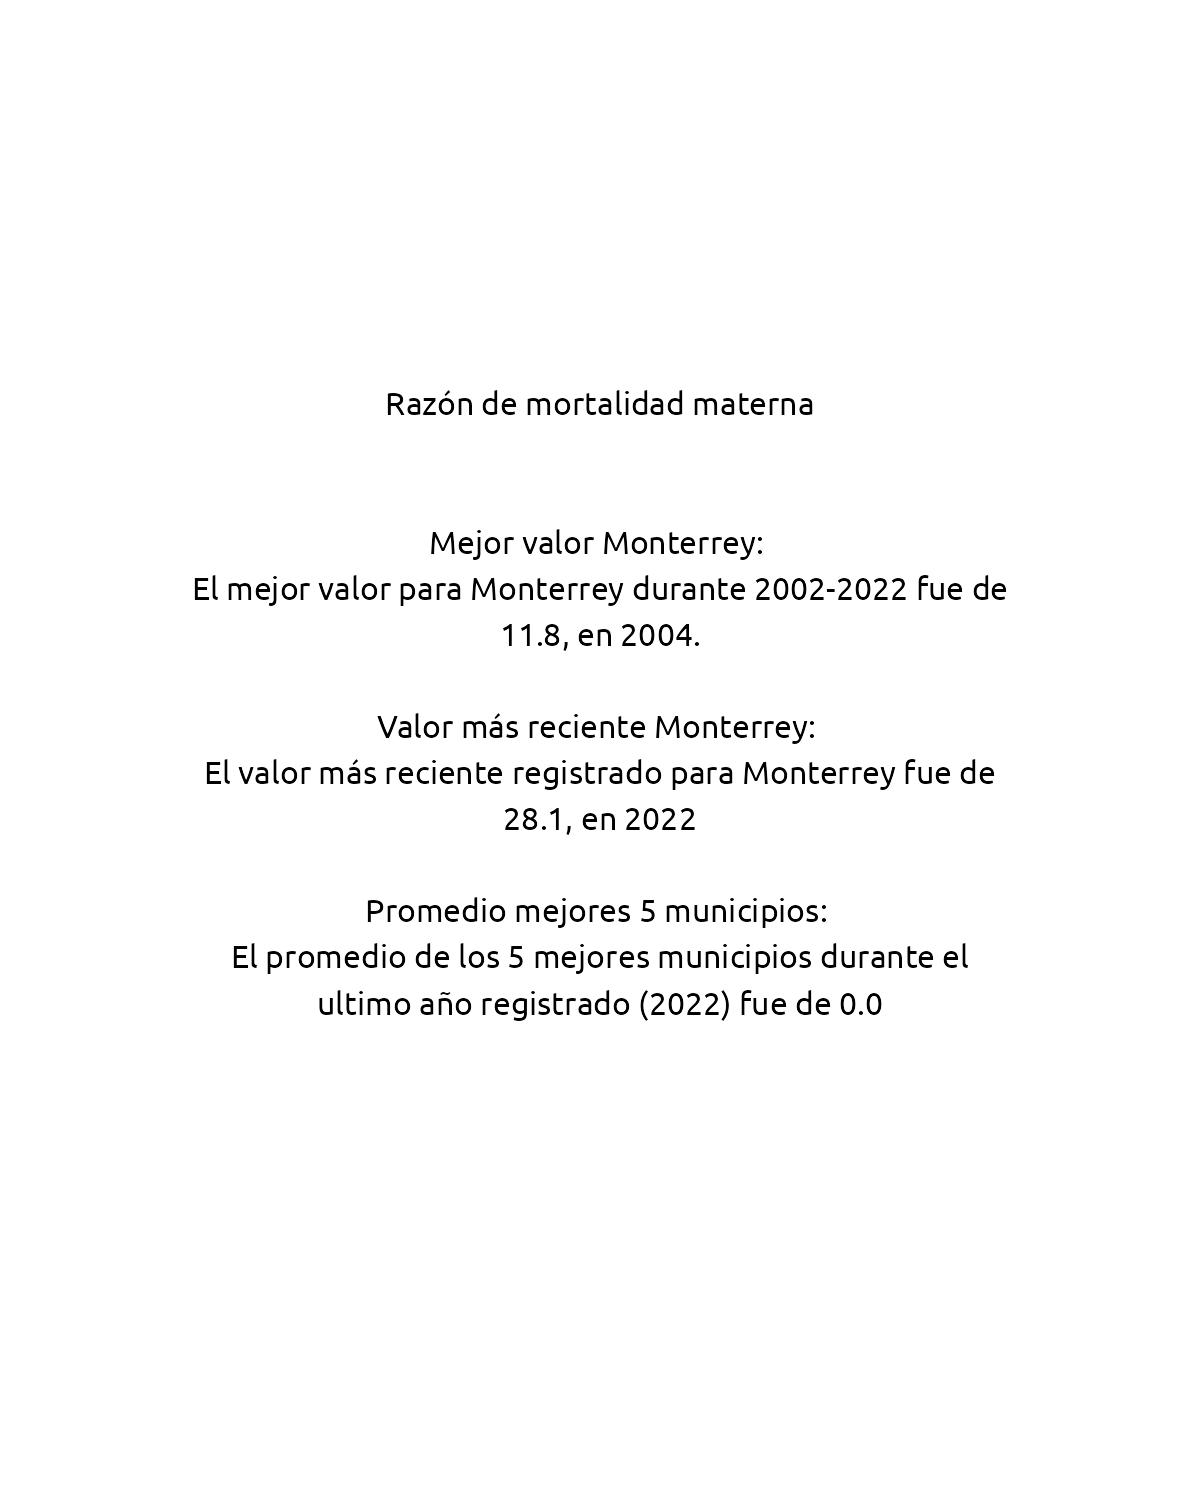 Razón de mortalidad materna
Mejor valor Monterrey:
El mejor valor para Monterrey durante 2002-2022 fue de
11.8, en 2004.
Valor más reciente Monterrey:
El valor más reciente registrado para Monterrey fue de
28.1, en 2022
Promedio mejores 5 municipios:
El promedio de los 5 mejores municipios durante el
ultimo año registrado (2022) fue de 0.0